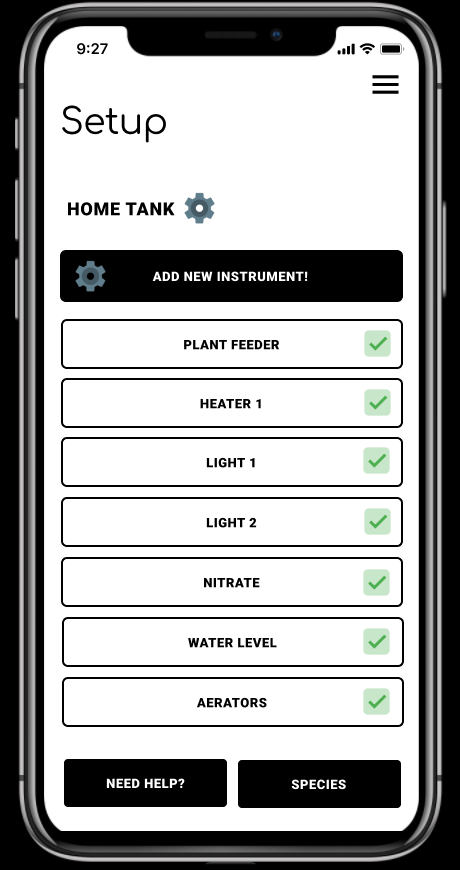 9:27
Setup
HOME TANK
ADD NEW INSTRUMENT!
PLANT FEEDER
HEATER 1
LIGHT 1
LIGHT 2
NITRATE
WATER LEVEL
AERATORS
NEED HELP? SPECIES